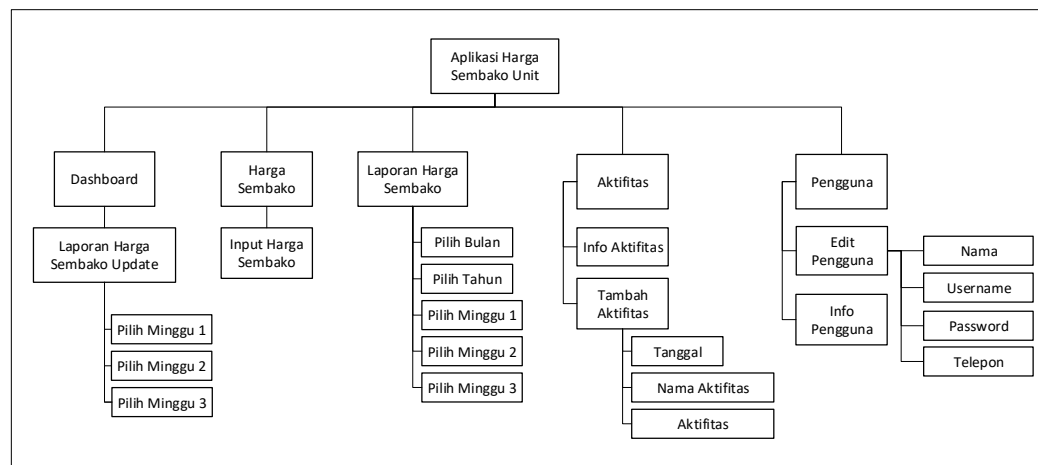 Aplikasi Harga
Sembako Unit
Dashboard
Laporan Harga
Sembako Update
Pilih Minggu 1
Pilih Minggu 2
Pilih Minggu 3
Harga
Sembako
Input Harga
Sembako
Laporan Harga
Sembako
Pilih Bulan
Pilih Tahun
Pilih Minggu 1
Pilih Minggu 2
Pilih Minggu 3
Aktifitas
Info Aktifitas
Tambah
Aktifitas
Tanggal
Nama Aktifitas
Aktifitas
Pengguna
Edit
Pengguna
Nama
Username
Password
Telepon
Info
Pengguna